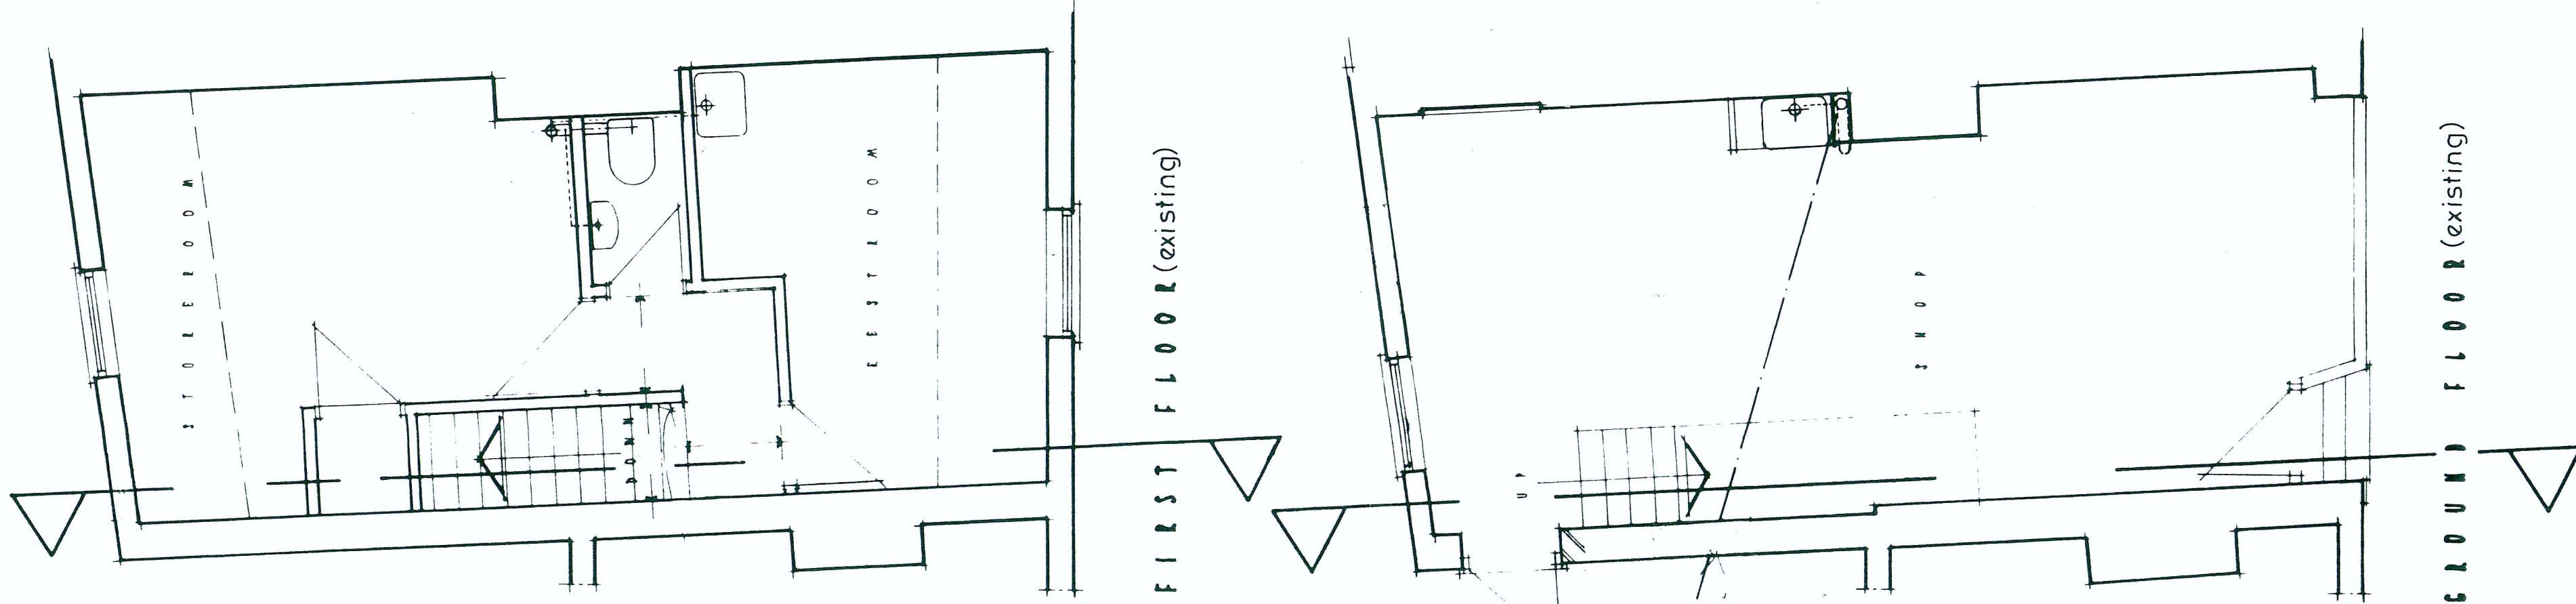 STOREROOM
DOWN
RESTROOM
FIRST FLOOR (existing)
UP
SHOP
GROUND FLOOR (existing)